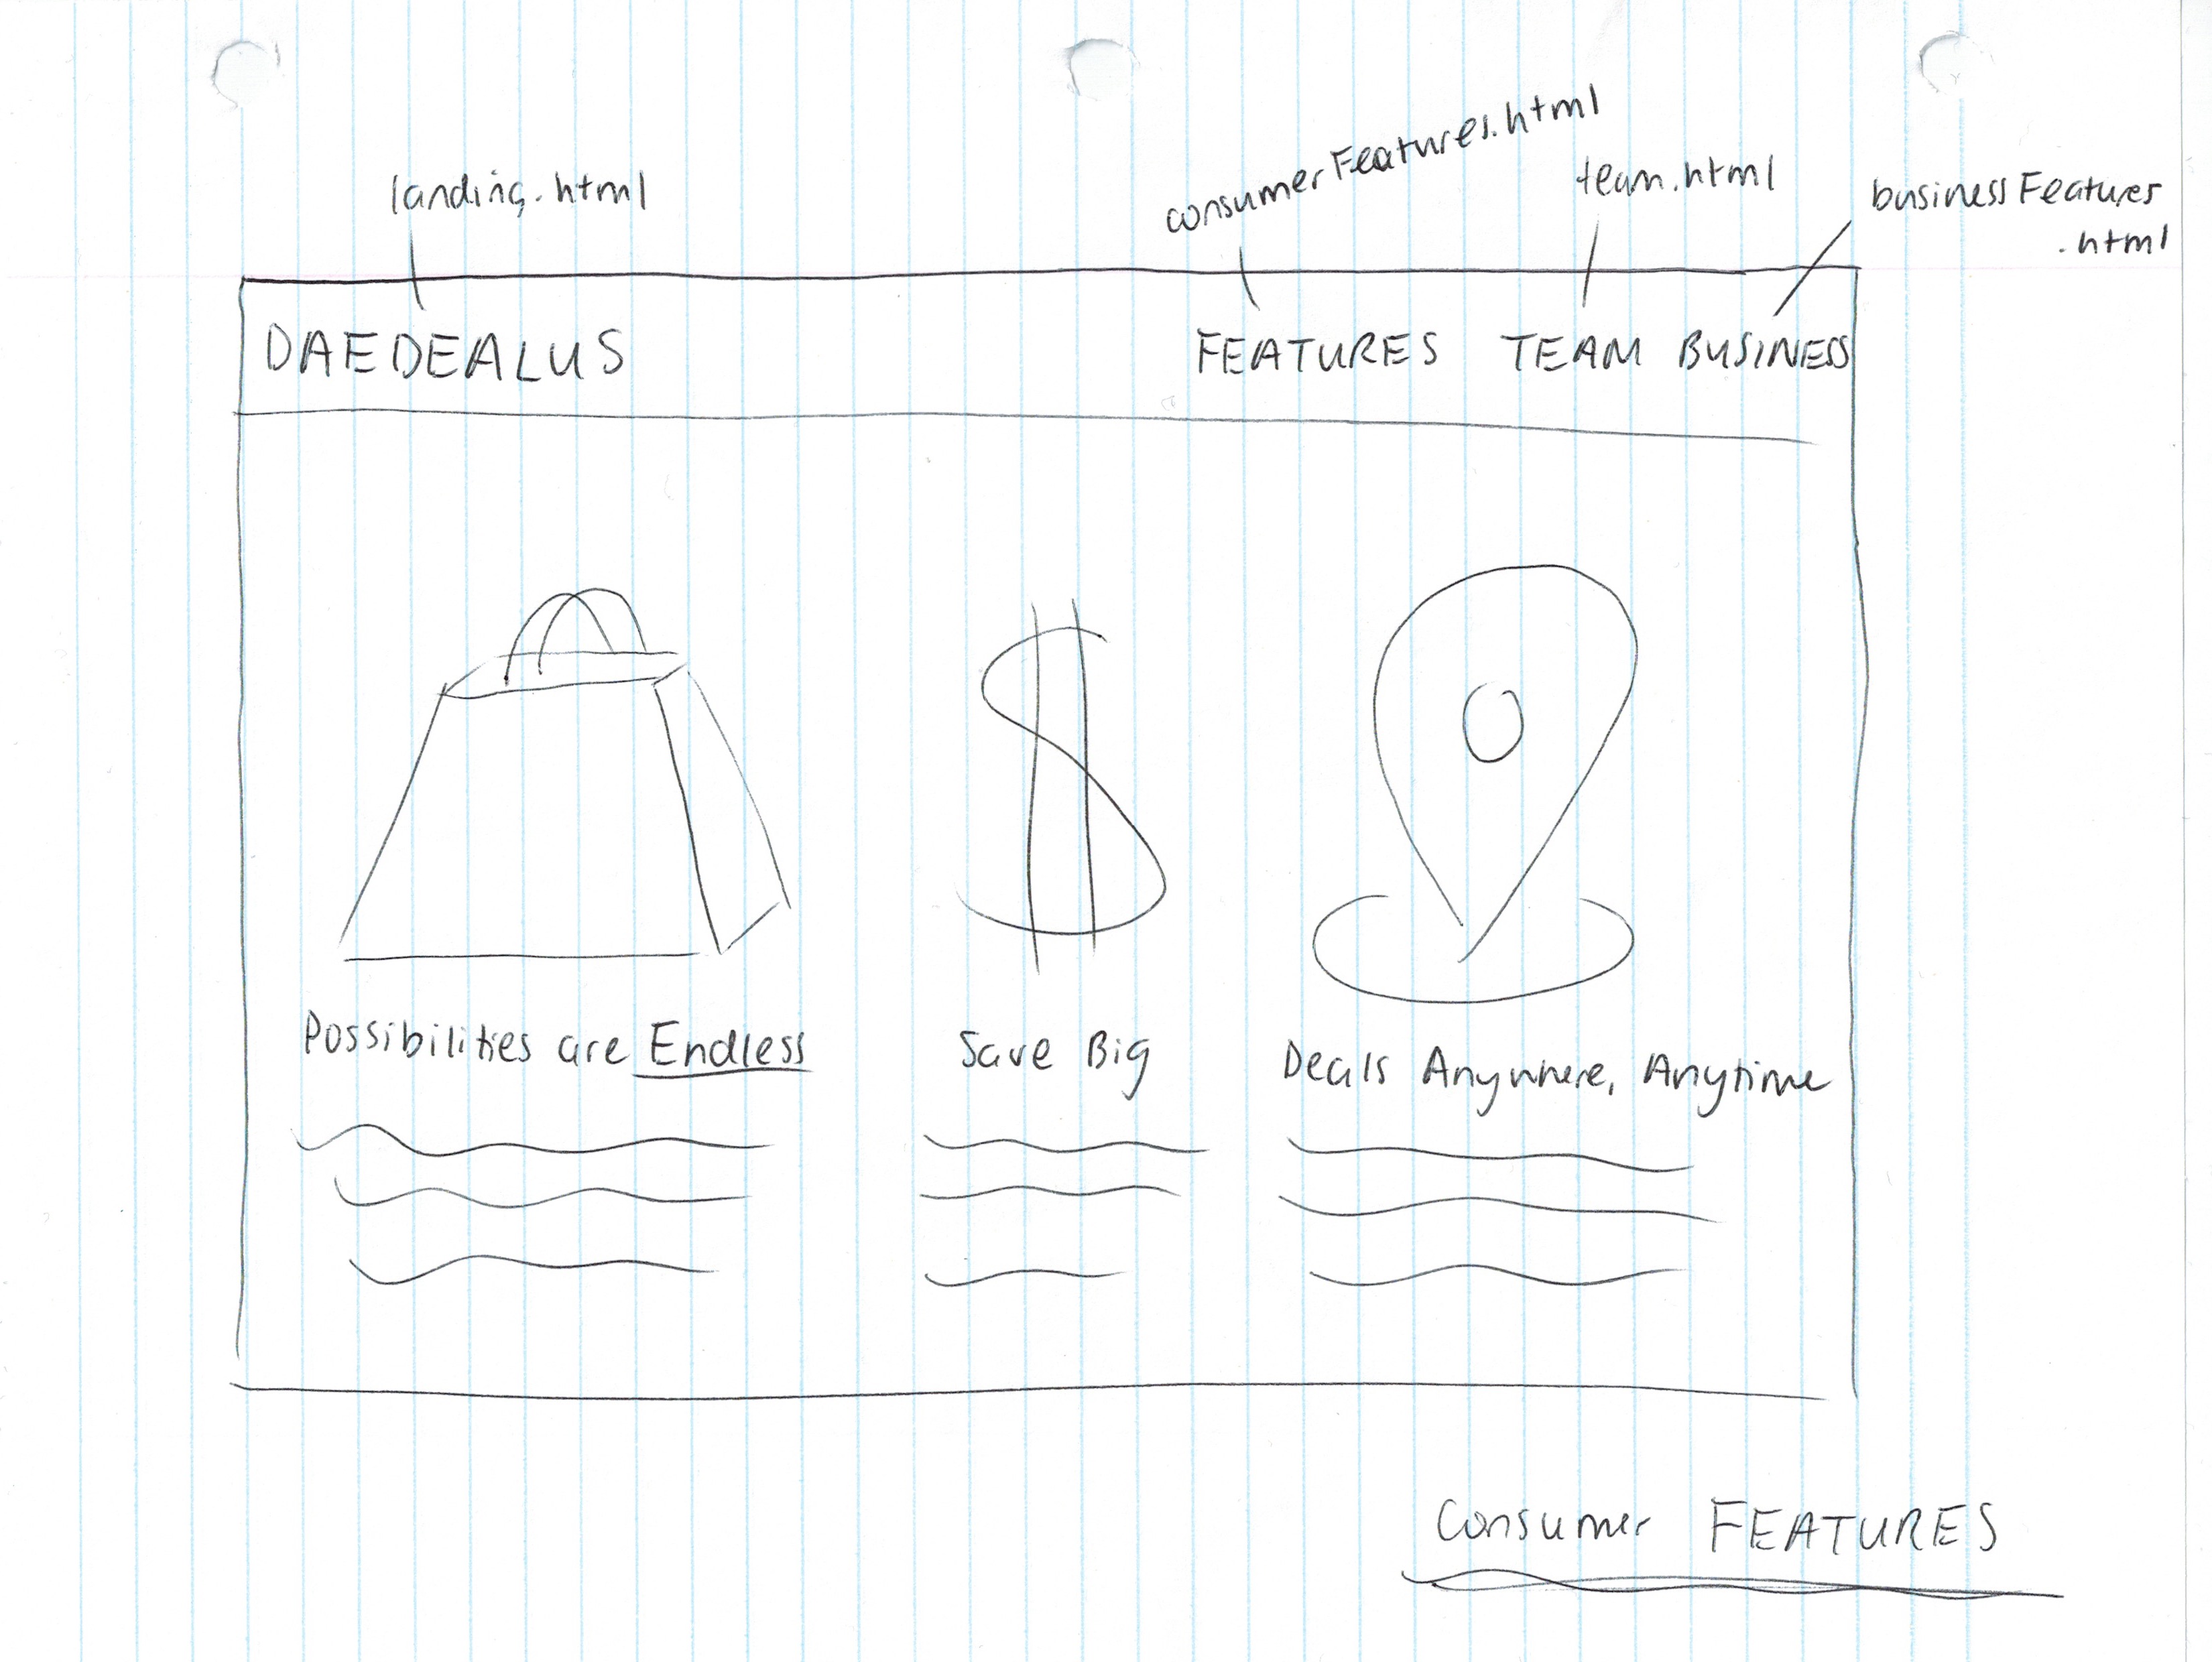 landing.html
consumerFeatures.html
team.html
businessFeatures
.html
DAEDEALUS
FEATURES TEAM BUSINESS
Possibilities are Endless
Save Big
Deals Anywhere, Anytime
Consumer FEATURES